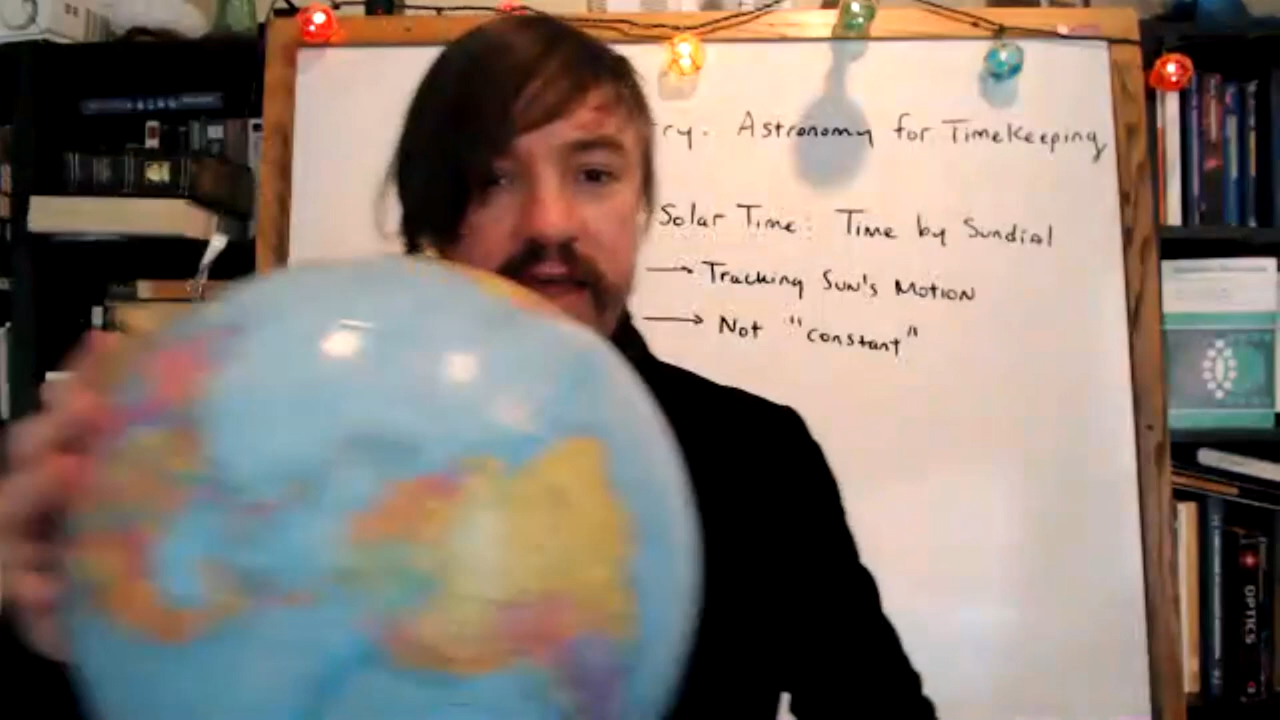 ry. Astronomy for Timekeeping
Solar Time: Time by Sundial
→ Tracking Sun's Motion
→ Not "constant"
OPTICS